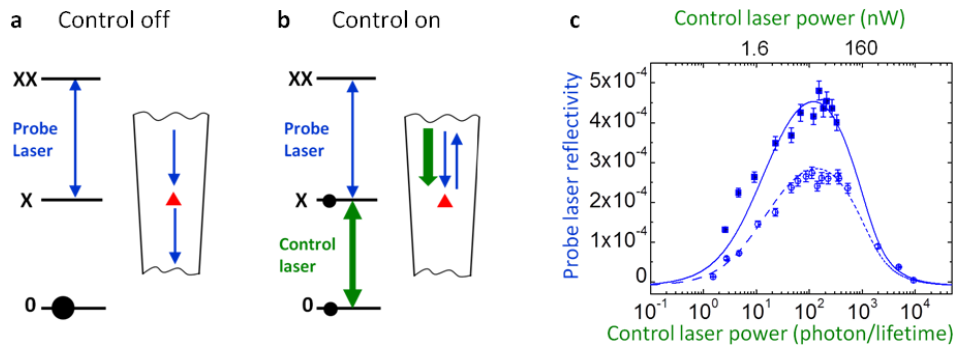 a Control off
XX
Probe
Laser
X
0
b Control on
XX
Probe
Laser
X
Control
laser
0
c Control laser power (nW)
1.6 160
Probe laser reflectivity
5x10⁻⁴
4x10⁻⁴
3x10⁻⁴
2x10⁻⁴
1x10⁻⁴
0
10⁻¹ 10⁰ 10¹ 10² 10³ 10⁴
Control laser power (photon/lifetime)